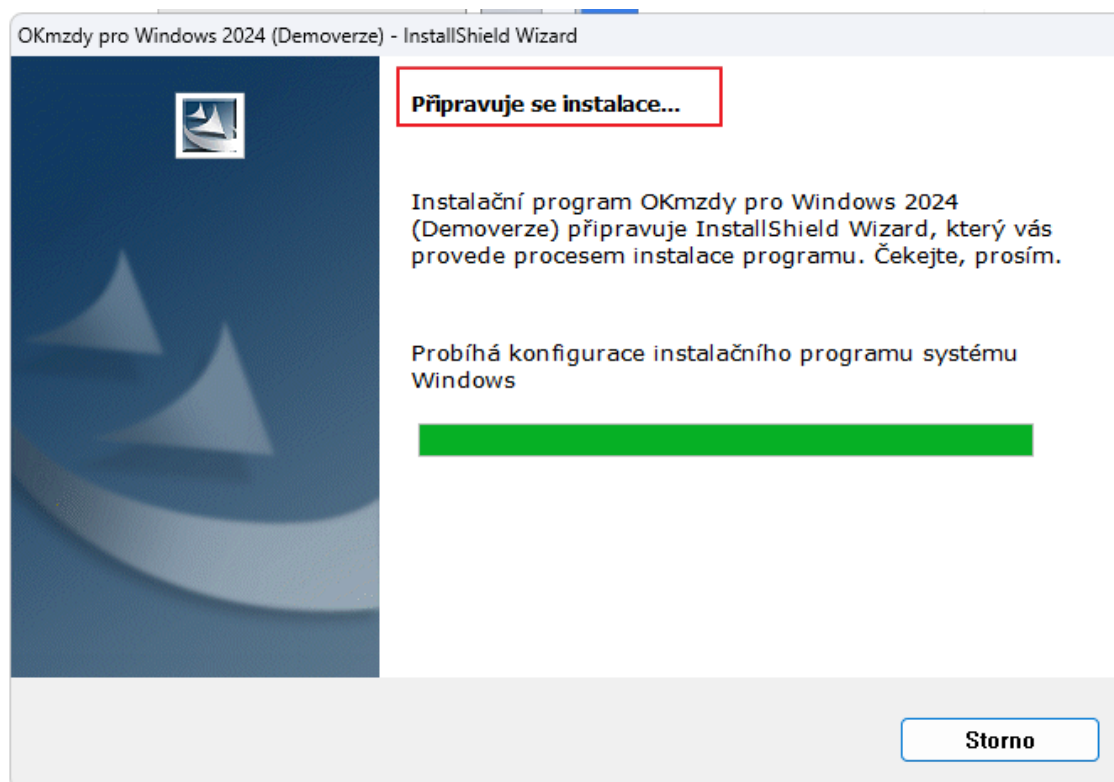 OKmzdy pro Windows 2024 (Demoverze) - InstallShield Wizard
Připravuje se instalace...
Instalační program OKmzdy pro Windows 2024
(Demoverze) připravuje InstallShield Wizard, který vás
provede procesem instalace programu. Čekejte, prosím.
Probíhá konfigurace instalačního programu systému
Windows
Storno